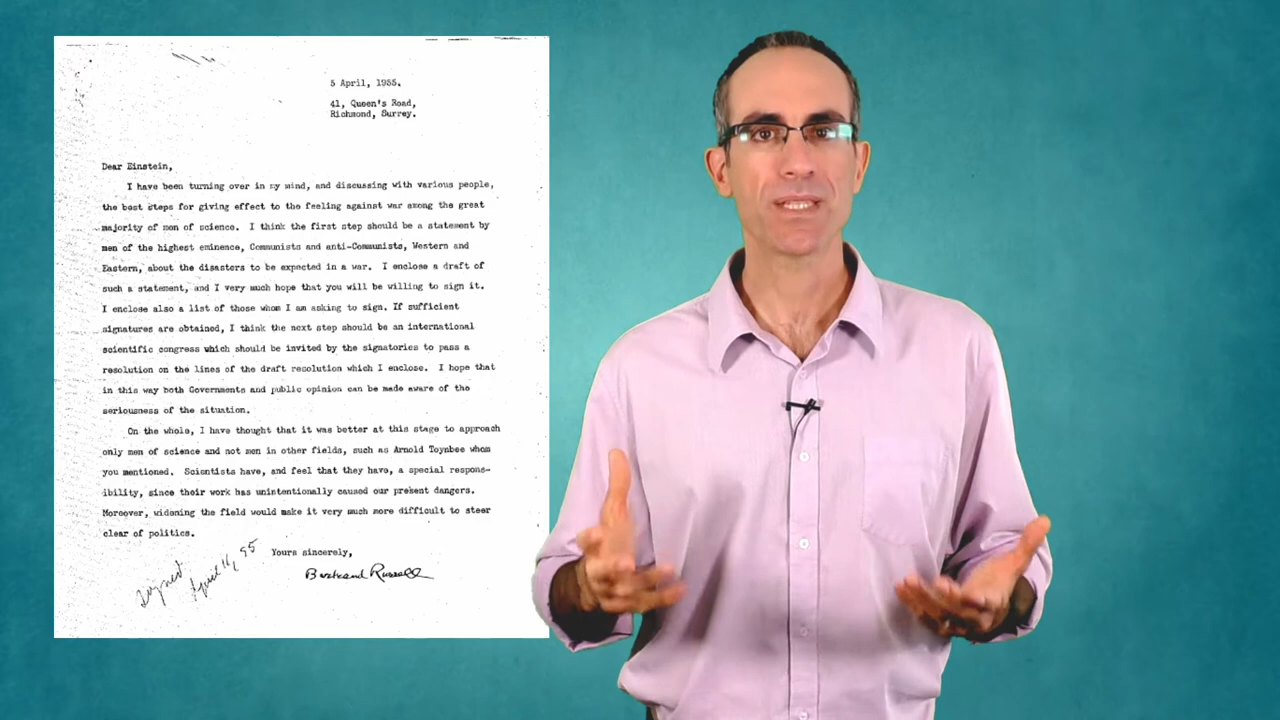 5 April, 1955.
41, Queen's Road,
Richmond, Surrey.
Dear Einstein,
I have been turning over in my mind, and discussing with various people,
the best steps for giving effect to the feeling against war among the great
majority of men of science. I think the first step should be a statement by
men of the highest eminence, Communists and anti-Communists, Western and
Eastern, about the disasters to be expected in a war. I enclose a draft of
such a statement, and I very much hope that you will be willing to sign it.
I enclose also a list of those whom I am asking to sign. If sufficient
signatures are obtained, I think the next step should be an international
scientific congress which should be invited by the signatories to pass a
resolution on the lines of the draft resolution which I enclose. I hope that
in this way both Governments and public opinion can be made aware of the
seriousness of the situation.
On the whole, I have thought that it was better at this stage to approach
only men of science and not men in other fields, such as Arnold Toynbee whom
you mentioned. Scientists have, and feel that they have, a special respons-
ibility, since their work has unintentionally caused our present dangers.
Moreover, widening the field would make it very much more difficult to steer
clear of politics.
Yours sincerely,
Bertrand Russell
Signed
April 11, 55